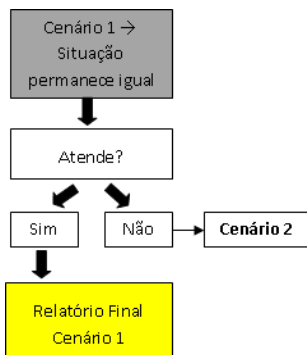 Cenário 1 →
Situação
permanece igual
Atende?
Sim
Não
Cenário 2
Relatório Final
Cenário 1